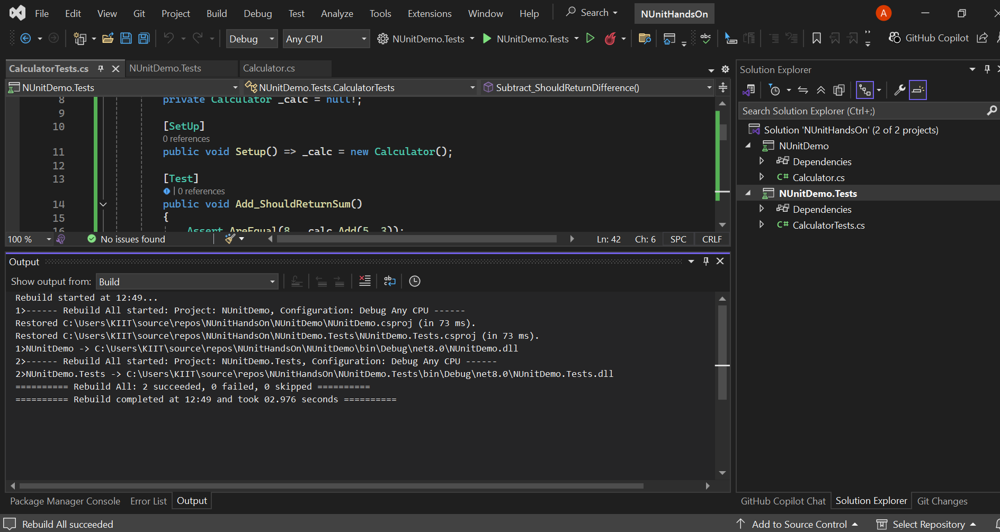 File Edit View Git Project Build Debug Test Analyze Tools Extensions Window Help Search NUnitHandsOn A
Debug Any CPU NUnitDemo.Tests NUnitDemo.Tests abc GitHub Copilot
CalculatorTests.cs NUnitDemo.Tests Calculator.cs
NUnitDemo.Tests NUnitDemo.Tests.CalculatorTests Subtract_ShouldReturnDifference()
8 private Calculator _calc = null!;
9
10 [SetUp]
0 references
11 public void Setup() => _calc = new Calculator();
12
13 [Test]
| 0 references
14 public void Add_ShouldReturnSum()
15 {
16 Assert.AreEqual(8, _calc.Add(5, 3));
100 % No issues found Ln: 42 Ch: 6 SPC CRLF
Output
Show output from: Build
Rebuild started at 12:49...
1>------ Rebuild All started: Project: NUnitDemo, Configuration: Debug Any CPU ------
Restored C:\Users\KIIT\source\repos\NUnitHandsOn\NUnitDemo\NUnitDemo.csproj (in 73 ms).
Restored C:\Users\KIIT\source\repos\NUnitHandsOn\NUnitDemo.Tests\NUnitDemo.Tests.csproj (in 73 ms).
1>NUnitDemo -> C:\Users\KIIT\source\repos\NUnitHandsOn\NUnitDemo\bin\Debug\net8.0\NUnitDemo.dll
2>------ Rebuild All started: Project: NUnitDemo.Tests, Configuration: Debug Any CPU ------
2>NUnitDemo.Tests -> C:\Users\KIIT\source\repos\NUnitHandsOn\NUnitDemo.Tests\bin\Debug\net8.0\NUnitDemo.Tests.dll
========== Rebuild All: 2 succeeded, 0 failed, 0 skipped ==========
========== Rebuild completed at 12:49 and took 02.976 seconds ==========
Package Manager Console Error List Output
Solution Explorer
Search Solution Explorer (Ctrl+;)
Solution 'NUnitHandsOn' (2 of 2 projects)
NUnitDemo
Dependencies
C# Calculator.cs
NUnitDemo.Tests
Dependencies
C# CalculatorTests.cs
GitHub Copilot Chat Solution Explorer Git Changes
Rebuild All succeeded Add to Source Control Select Repository